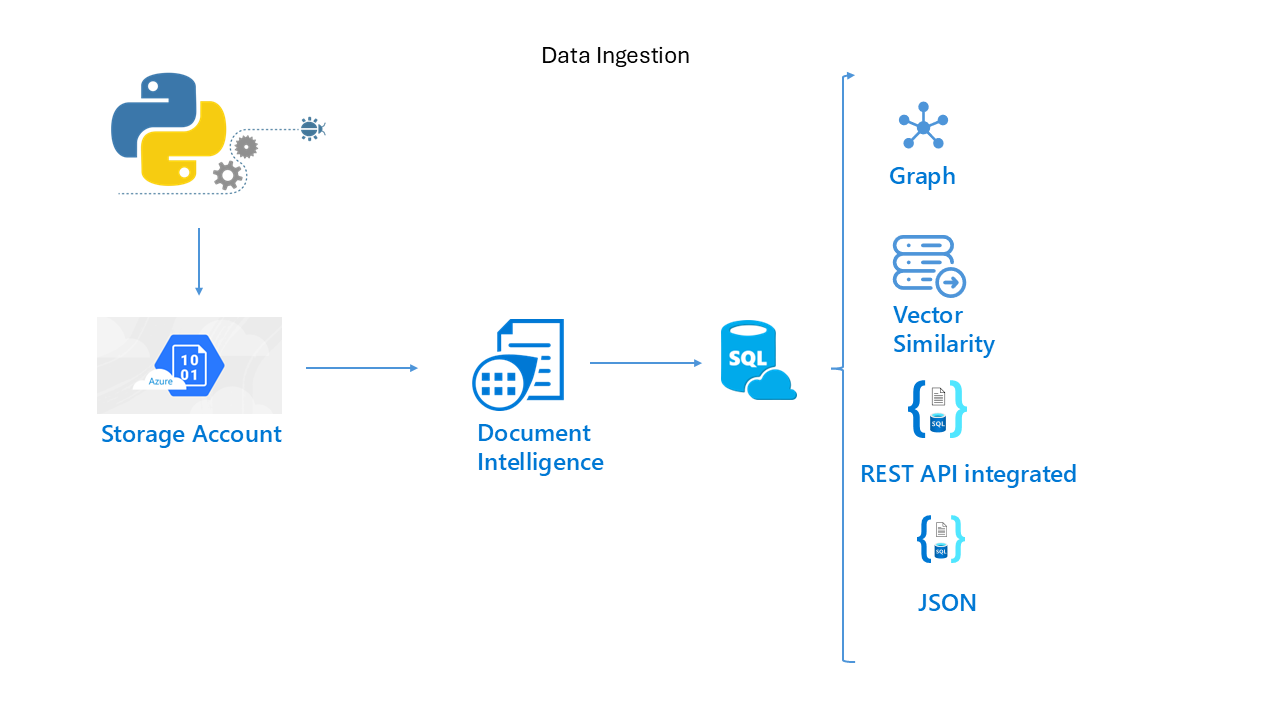 Data Ingestion
Graph
10
01
Azure
Storage Account
Document
Intelligence
SQL
Vector
Similarity
SQL
REST API integrated
SQL
JSON